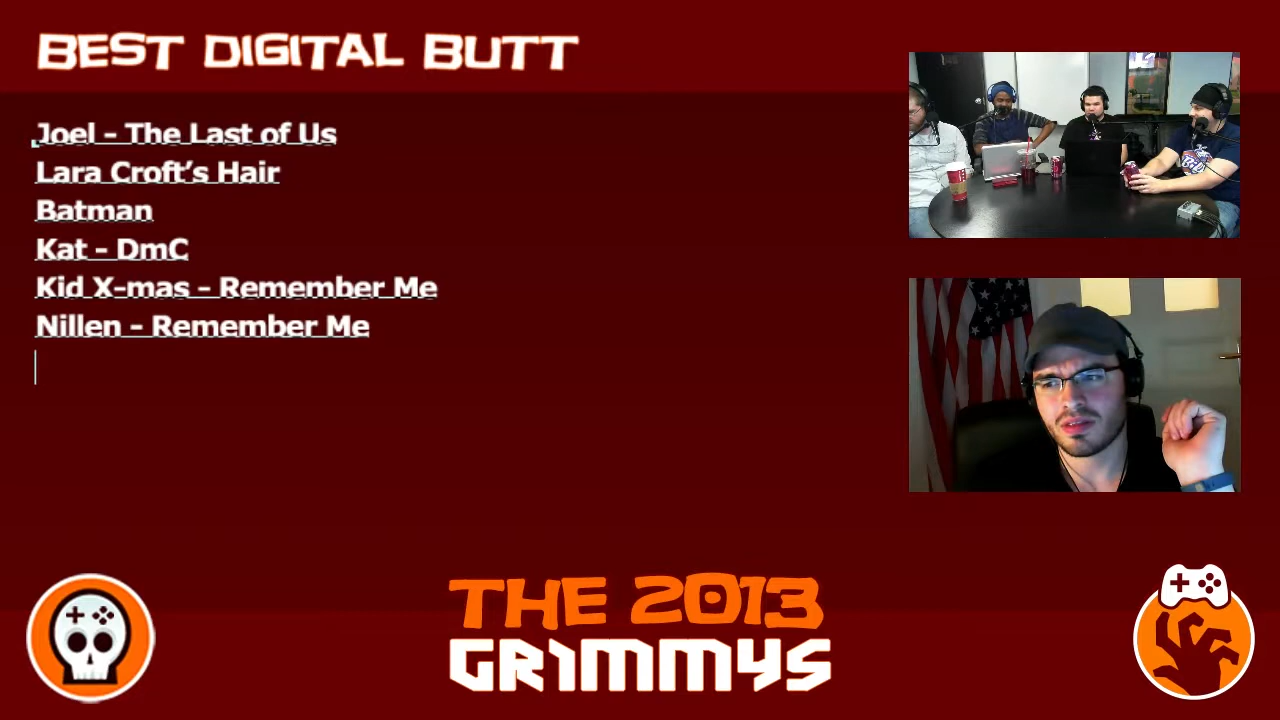 BEST DIGITAL BUTT
Joel – The Last of Us
Lara Croft’s Hair
Batman
Kat – DmC
Kid X-mas – Remember Me
Nillen – Remember Me
THE 2013
GR1MM4S